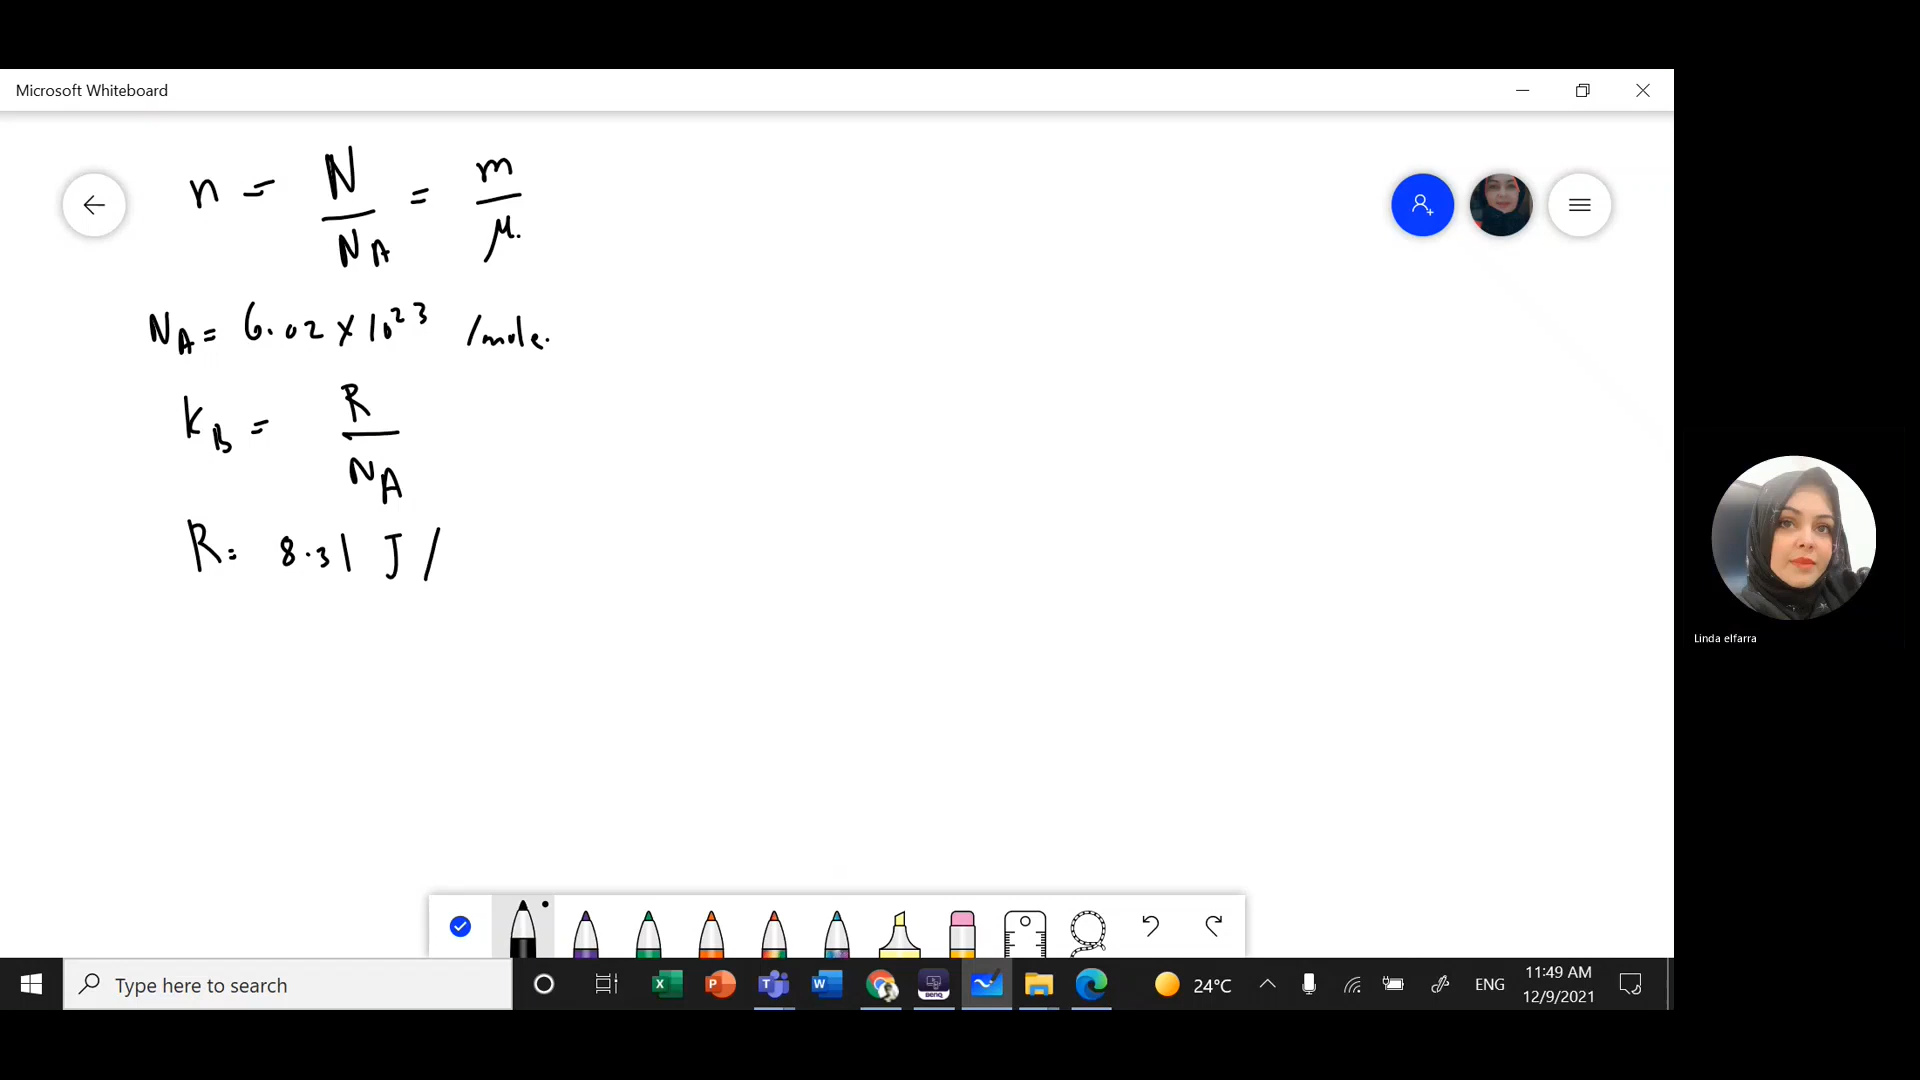 Microsoft Whiteboard
n = N/N_A = m/μ.
N_A = 6.02 × 10^23 /mole.
k_B = R/N_A
R = 8.31 J /
Linda elfarra
BENQ
Type here to search
24°C
ENG
11:49 AM
12/9/2021